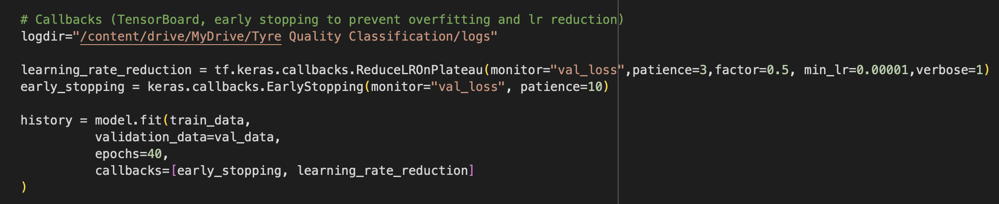 # Callbacks (TensorBoard, early stopping to prevent overfitting and lr reduction)
logdir="/content/drive/MyDrive/Tyre Quality Classification/logs"
learning_rate_reduction = tf.keras.callbacks.ReduceLROnPlateau(monitor="val_loss",patience=3,factor=0.5, min_lr=0.00001,verbose=1)
early_stopping = keras.callbacks.EarlyStopping(monitor="val_loss", patience=10)
history = model.fit(train_data,
validation_data=val_data,
epochs=40,
callbacks=[early_stopping, learning_rate_reduction]
)